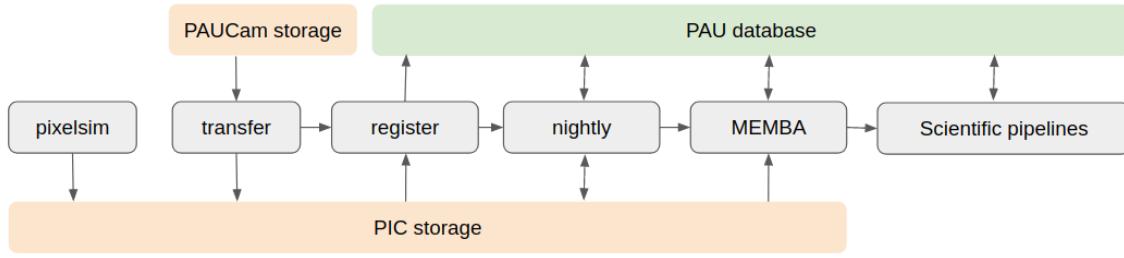 PAUCam storage
PAU database
pixelsim
transfer
register
nightly
MEMBA
Scientific pipelines
PIC storage